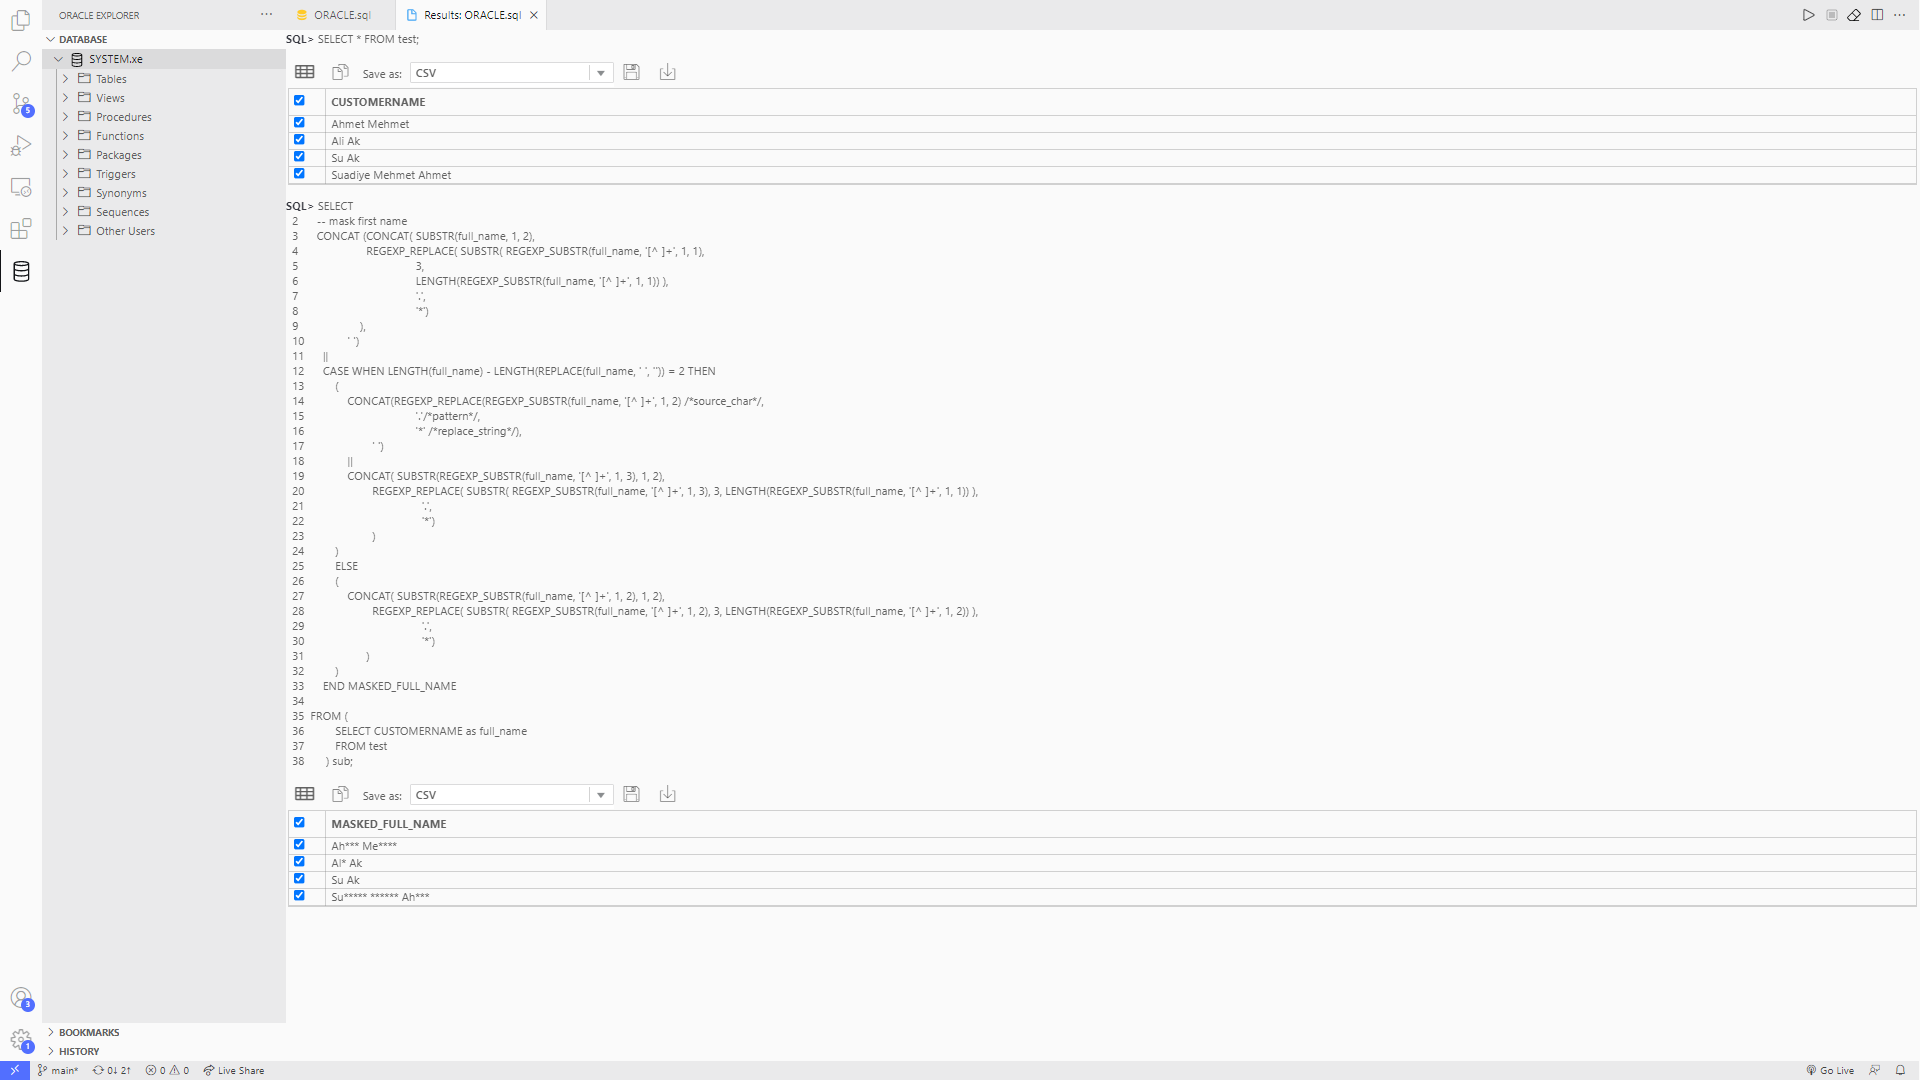 ORACLE EXPLORER
ORACLE.sql
Results: ORACLE.sql
DATABASE
SYSTEM.xe
Tables
Views
Procedures
Functions
Packages
Triggers
Synonyms
Sequences
Other Users
5
SQL> SELECT * FROM test;
Save as: CSV
CUSTOMERNAME
Ahmet Mehmet
Ali Ak
Su Ak
Suadiye Mehmet Ahmet
SQL> SELECT
2 -- mask first name
3 CONCAT (CONCAT( SUBSTR(full_name, 1, 2),
4 REGEXP_REPLACE( SUBSTR( REGEXP_SUBSTR(full_name, '[^ ]+', 1, 1),
5 3,
6 LENGTH(REGEXP_SUBSTR(full_name, '[^ ]+', 1, 1)) ),
7 '.',
8 '*')
9 ),
10 ' ')
11 ||
12 CASE WHEN LENGTH(full_name) - LENGTH(REPLACE(full_name, ' ', '')) = 2 THEN
13 (
14 CONCAT(REGEXP_REPLACE(REGEXP_SUBSTR(full_name, '[^ ]+', 1, 2) /*source_char*/,
15 '.'/*pattern*/,
16 '*' /*replace_string*/),
17 ' ')
18 ||
19 CONCAT( SUBSTR(REGEXP_SUBSTR(full_name, '[^ ]+', 1, 3), 1, 2),
20 REGEXP_REPLACE( SUBSTR( REGEXP_SUBSTR(full_name, '[^ ]+', 1, 3), 3, LENGTH(REGEXP_SUBSTR(full_name, '[^ ]+', 1, 1)) ),
21 '.',
22 '*')
23 )
24 )
25 ELSE
26 (
27 CONCAT( SUBSTR(REGEXP_SUBSTR(full_name, '[^ ]+', 1, 2), 1, 2),
28 REGEXP_REPLACE( SUBSTR( REGEXP_SUBSTR(full_name, '[^ ]+', 1, 2), 3, LENGTH(REGEXP_SUBSTR(full_name, '[^ ]+', 1, 2)) ),
29 '.',
30 '*')
31 )
32 )
33 END MASKED_FULL_NAME
34
35 FROM (
36 SELECT CUSTOMERNAME as full_name
37 FROM test
38 ) sub;
Save as: CSV
MASKED_FULL_NAME
Ah*** Me****
Al* Ak
Su Ak
Su***** ****** Ah***
3
1
BOOKMARKS
HISTORY
main*
0↓ 2↑
0
0
Live Share
Go Live